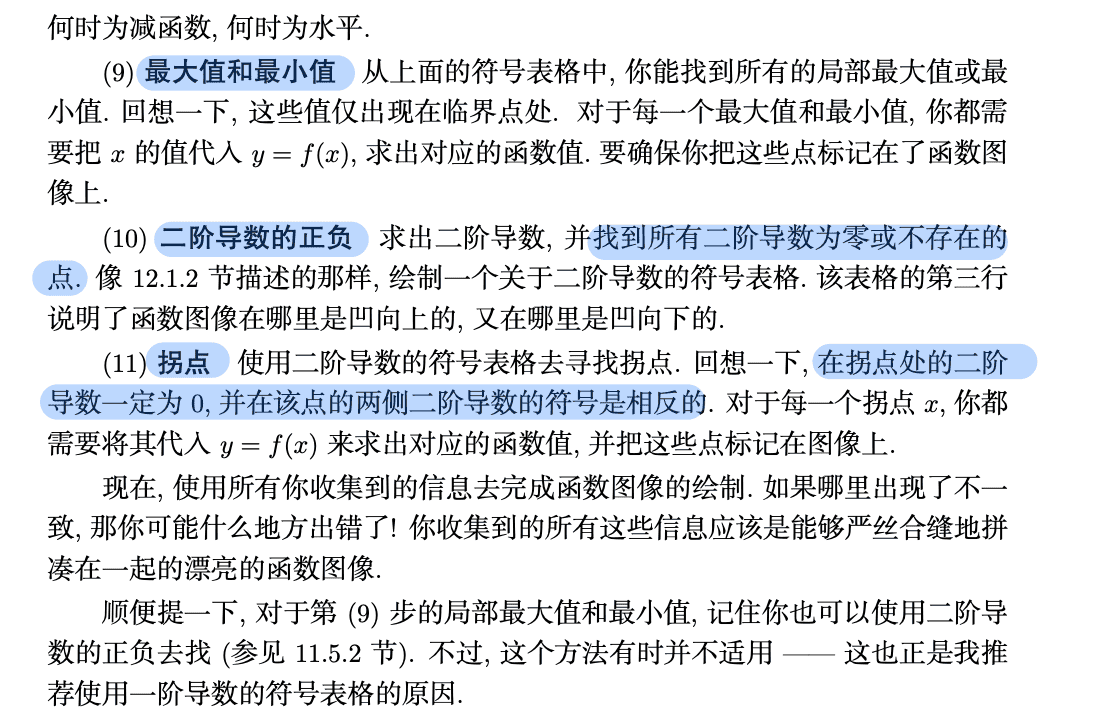 何时为减函数, 何时为水平.
(9) 最大值和最小值 从上面的符号表格中, 你能找到所有的局部最大值或最
小值. 回想一下, 这些值仅出现在临界点处. 对于每一个最大值和最小值, 你都需
要把 x 的值代入 y = f(x), 求出对应的函数值. 要确保你把这些点标记在了函数图
像上.
(10) 二阶导数的正负 求出二阶导数, 并找到所有二阶导数为零或不存在的
点. 像 12.1.2 节描述的那样, 绘制一个关于二阶导数的符号表格. 该表格的第三行
说明了函数图像在哪里是凹向上的, 又在哪里是凹向下的.
(11) 拐点 使用二阶导数的符号表格去寻找拐点. 回想一下, 在拐点处的二阶
导数一定为 0, 并在该点的两侧二阶导数的符号是相反的. 对于每一个拐点 x, 你都
需要将其代入 y = f(x) 来求出对应的函数值, 并把这些点标记在图像上.
现在, 使用所有你收集到的信息去完成函数图像的绘制. 如果哪里出现了不一
致, 那你可能什么地方出错了! 你收集到的所有这些信息应该是能够严丝合缝地拼
凑在一起的漂亮的函数图像.
顺便提一下, 对于第 (9) 步的局部最大值和最小值, 记住你也可以使用二阶导
数的正负去找 (参见 11.5.2 节). 不过, 这个方法有时并不适用 —— 这也正是我推
荐使用一阶导数的符号表格的原因.